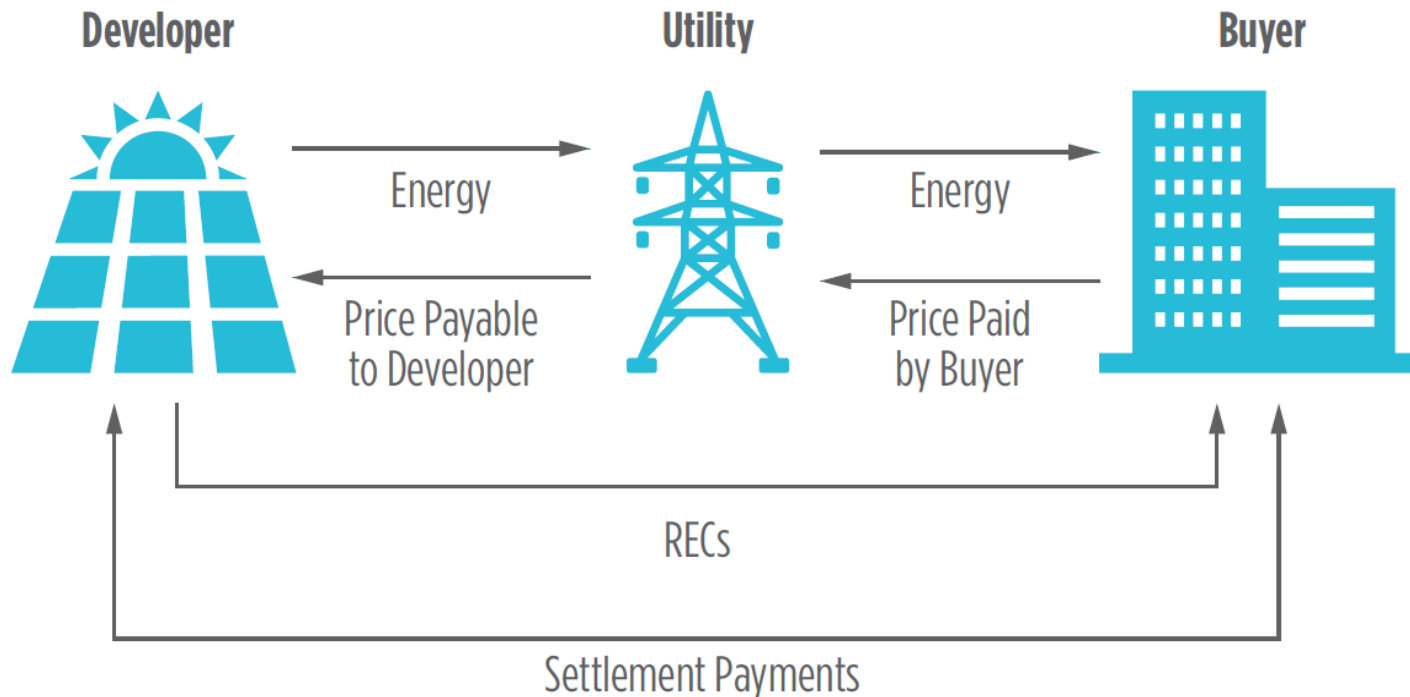 Developer
Utility
Buyer
Energy
Energy
Price Payable
to Developer
Price Paid
by Buyer
RECs
Settlement Payments